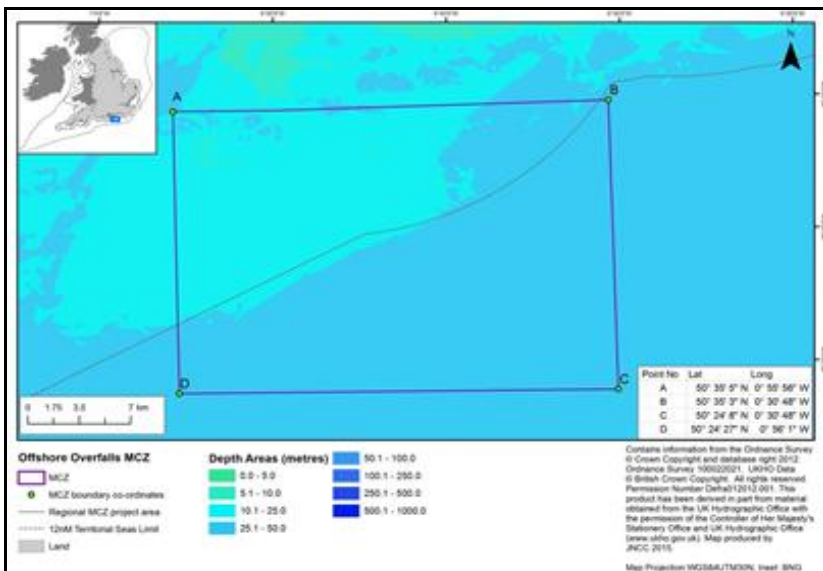 N
A
B
D
C
0 1.75 3.5 7 km
Point No Lat Long
A 50° 35' 5" N 0° 55' 56" W
B 50° 35' 3" N 0° 30' 48" W
C 50° 24' 8" N 0° 30' 48" W
D 50° 24' 27" N 0° 56' 1" W
Offshore Overfalls MCZ
MCZ
MCZ boundary co-ordinates
Regional MCZ project area
12nM Territorial Seas Limit
Land
Depth Areas (metres)
0.0 - 5.0
5.1 - 10.0
10.1 - 25.0
25.1 - 50.0
50.1 - 100.0
100.1 - 250.0
250.1 - 500.0
500.1 - 1000.0
Contains information from the Ordnance Survey
© Crown Copyright and database right 2012.
Ordnance Survey 100022021. UKHO Data
© British Crown Copyright. All rights reserved.
Permission Number Defra012012.001. This
product has been derived in part from material
obtained from the UK Hydrographic Office with
the permission of the Controller of Her Majesty's
Stationery Office and UK Hydrographic Office
(www.ukho.gov.uk). Map produced by
JNCC 2015.
Map Projection WGS84UTM30N. Inset: BNG